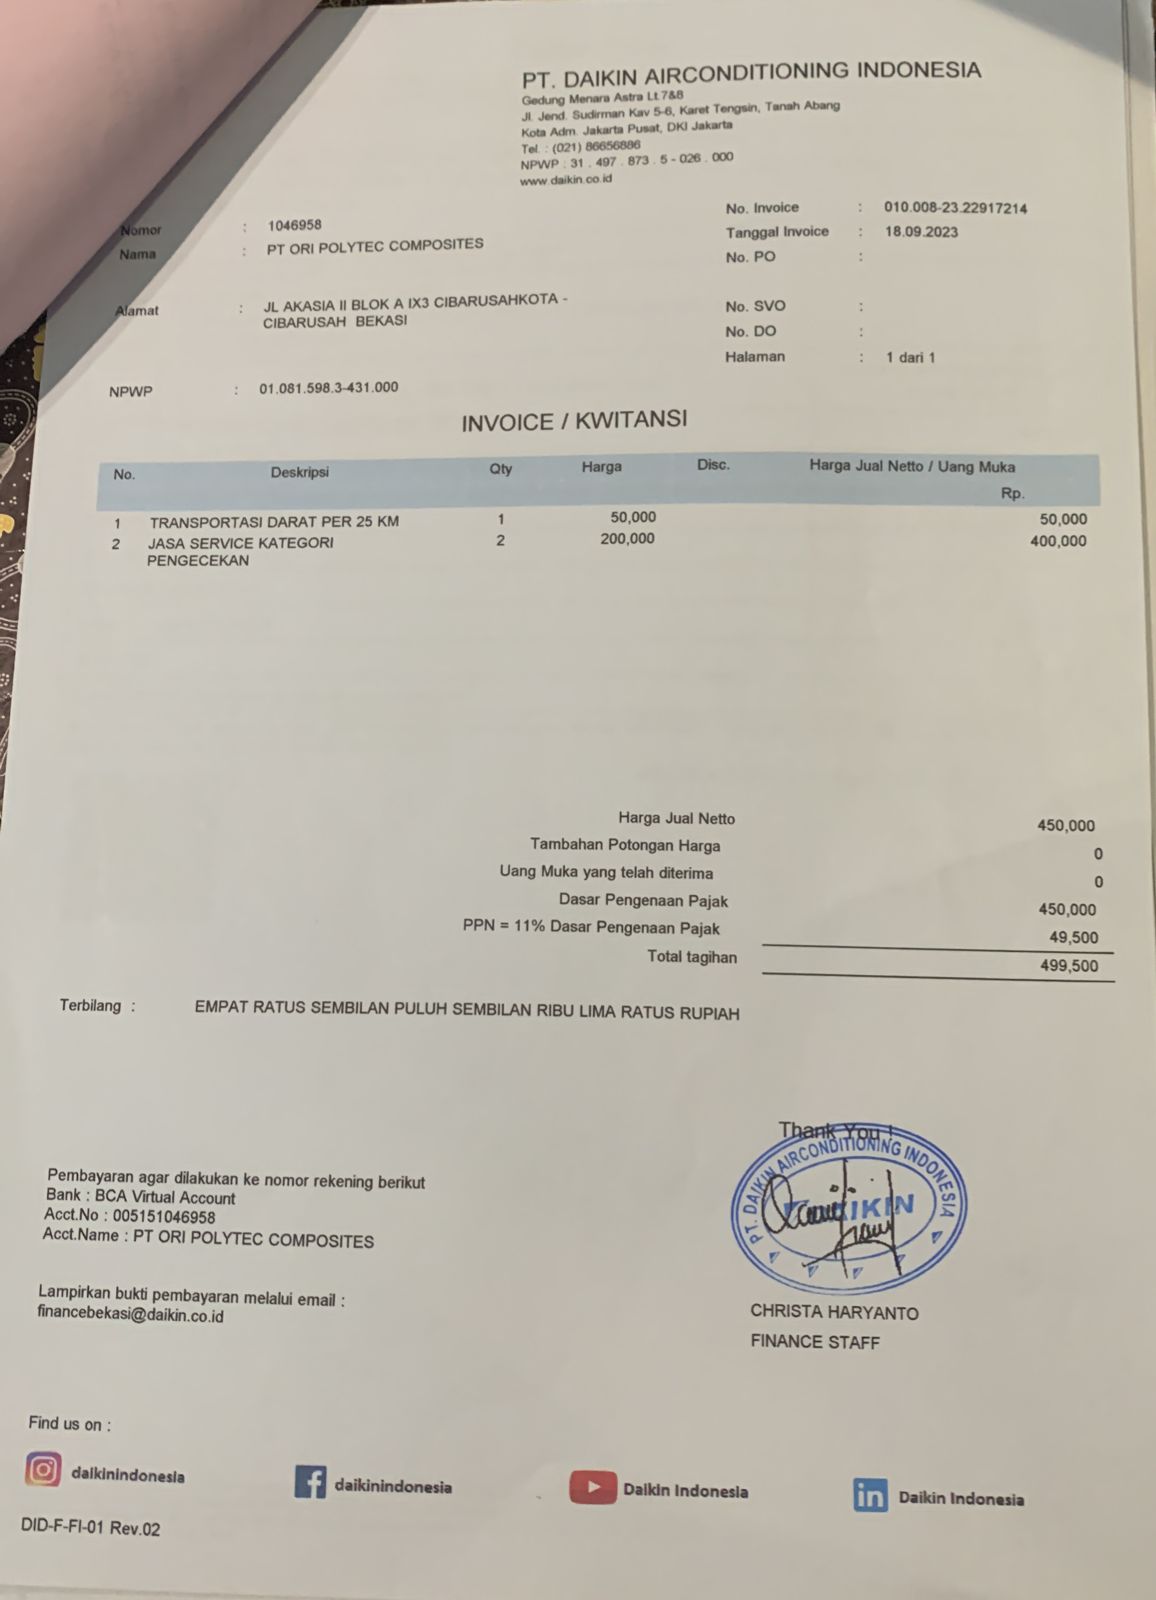 PT. DAIKIN AIRCONDITIONING INDONESIA
Gedung Menara Astra Lt.7&8
Jl. Jend. Sudirman Kav 5-6, Karet Tengsin, Tanah Abang
Kota Adm. Jakarta Pusat, DKI Jakarta
Tel. : (021) 86656886
NPWP : 31 . 497 . 873 . 5 - 026 . 000
www.daikin.co.id
Nomor : 1046958
Nama : PT ORI POLYTEC COMPOSITES
Alamat : JL AKASIA II BLOK A IX3 CIBARUSAHKOTA -
CIBARUSAH BEKASI
NPWP : 01.081.598.3-431.000
No. Invoice : 010.008-23.22917214
Tanggal Invoice : 18.09.2023
No. PO :
No. SVO :
No. DO :
Halaman : 1 dari 1
INVOICE / KWITANSI
No. Deskripsi Qty Harga Disc. Harga Jual Netto / Uang Muka
Rp.
1 TRANSPORTASI DARAT PER 25 KM 1 50,000 50,000
2 JASA SERVICE KATEGORI 2 200,000 400,000
PENGECEKAN
Harga Jual Netto 450,000
Tambahan Potongan Harga 0
Uang Muka yang telah diterima 0
Dasar Pengenaan Pajak 450,000
PPN = 11% Dasar Pengenaan Pajak 49,500
Total tagihan 499,500
Terbilang : EMPAT RATUS SEMBILAN PULUH SEMBILAN RIBU LIMA RATUS RUPIAH
Pembayaran agar dilakukan ke nomor rekening berikut
Bank : BCA Virtual Account
Acct.No : 005151046958
Acct.Name : PT ORI POLYTEC COMPOSITES
Lampirkan bukti pembayaran melalui email :
financebekasi@daikin.co.id
Thank You !
PT. DAIKIN AIRCONDITIONING INDONESIA
DAIKIN
CHRISTA HARYANTO
FINANCE STAFF
Find us on :
daikinindonesia
daikinindonesia
Daikin Indonesia
in Daikin Indonesia
DID-F-FI-01 Rev.02